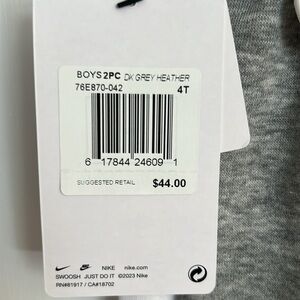 BOYS 2PC DK GREY HEATHER
76E870-042 4T
6 17844 24609 1
SUGGESTED RETAIL $44.00
NIKE nike.com
SWOOSH JUST DO IT ©2023 Nike
RN#81917 / CA#18702